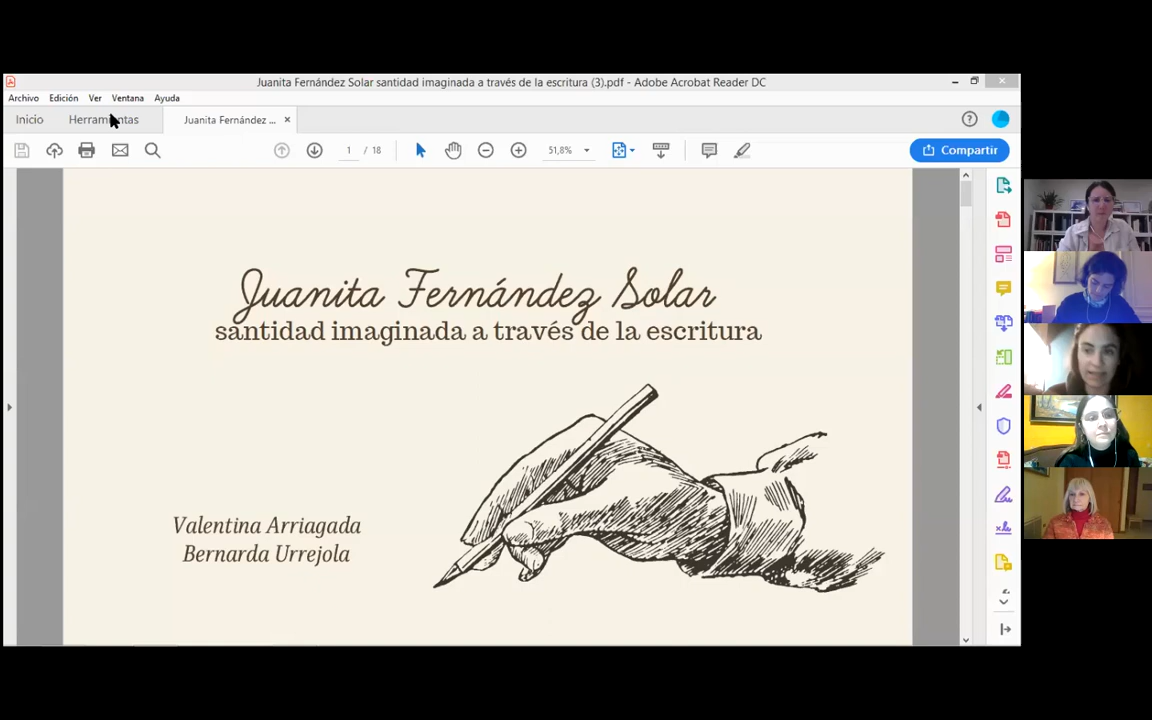 Juanita Fernández Solar santidad imaginada a través de la escritura (3).pdf - Adobe Acrobat Reader DC
Archivo Edición Ver Ventana Ayuda
Inicio Herramientas Juanita Fernández ... ×
1 / 18 51,8% Compartir
Juanita Fernández Solar
santidad imaginada a través de la escritura
Valentina Arriagada
Bernarda Urrejola